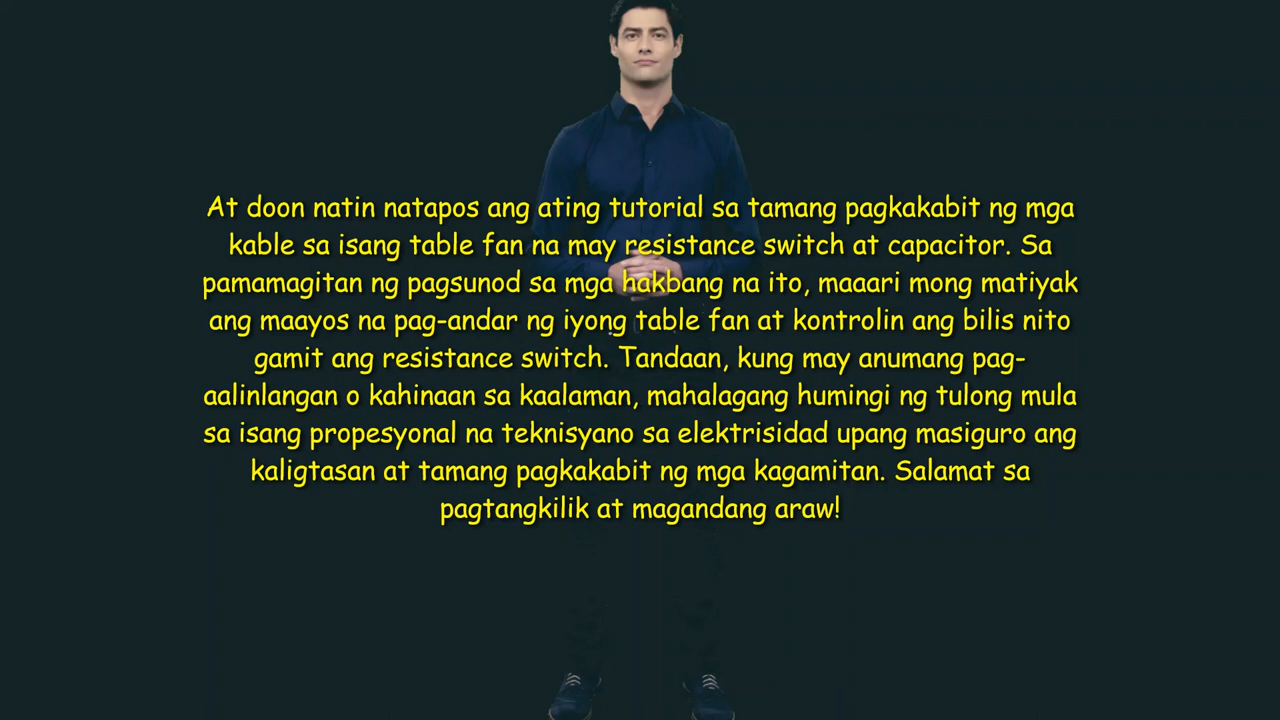 At doon natin natapos ang ating tutorial sa tamang pagkakabit ng mga
kable sa isang table fan na may resistance switch at capacitor. Sa
pamamagitan ng pagsunod sa mga hakbang na ito, maaari mong matiyak
ang maayos na pag-andar ng iyong table fan at kontrolin ang bilis nito
gamit ang resistance switch. Tandaan, kung may anumang pag-
aalinlangan o kahinaan sa kaalaman, mahalagang humingi ng tulong mula
sa isang propesyonal na teknisyano sa elektrisidad upang masiguro ang
kaligtasan at tamang pagkakabit ng mga kagamitan. Salamat sa
pagtangkilik at magandang araw!